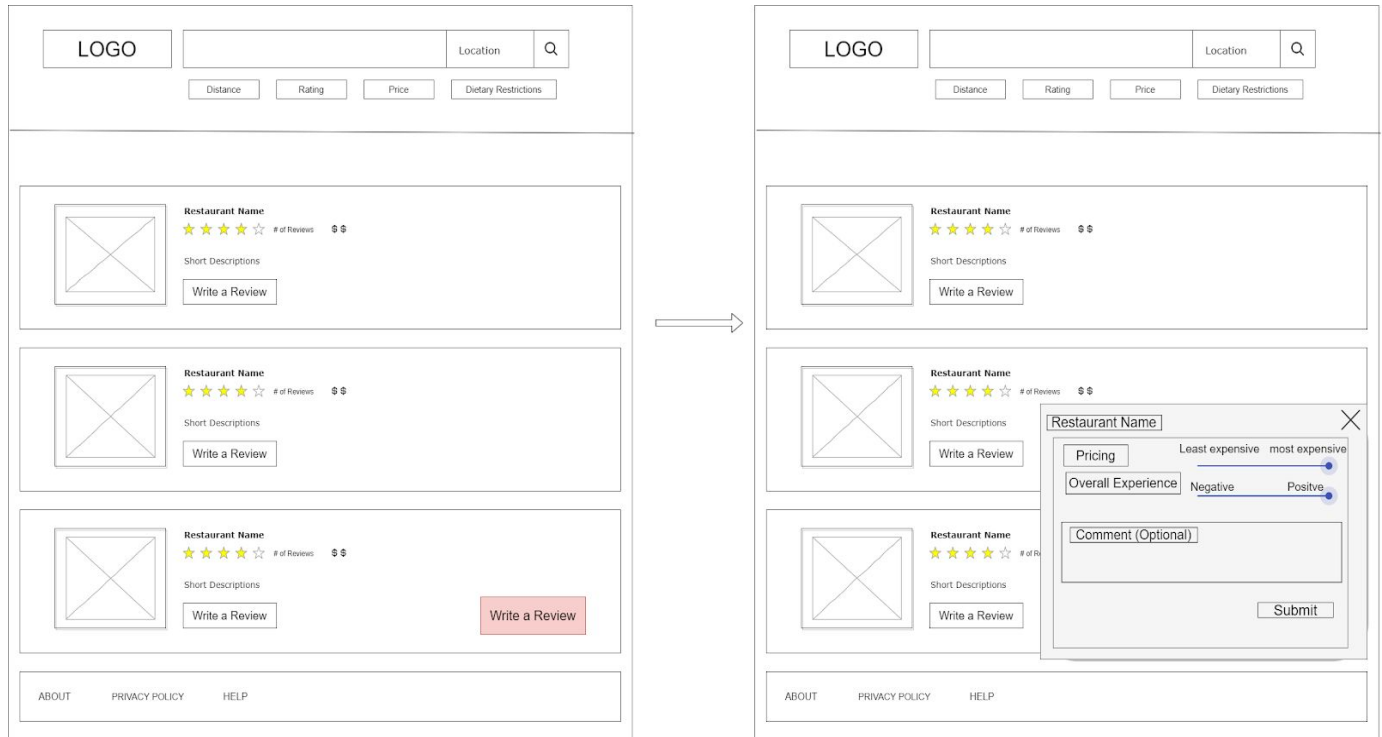 LOGO
Location
Distance Rating Price Dietary Restrictions
Restaurant Name
# of Reviews $ $
Short Descriptions
Write a Review
Restaurant Name
# of Reviews $ $
Short Descriptions
Write a Review
Restaurant Name
# of Reviews $ $
Short Descriptions
Write a Review
Write a Review
ABOUT PRIVACY POLICY HELP
LOGO
Location
Distance Rating Price Dietary Restrictions
Restaurant Name
# of Reviews $ $
Short Descriptions
Write a Review
Restaurant Name
# of Reviews $ $
Short Descriptions
Write a Review
Restaurant Name
# of R
Short Descriptions
Write a Review
Restaurant Name
Pricing Least expensive most expensive
Overall Experience Negative Positve
Comment (Optional)
Submit
ABOUT PRIVACY POLICY HELP